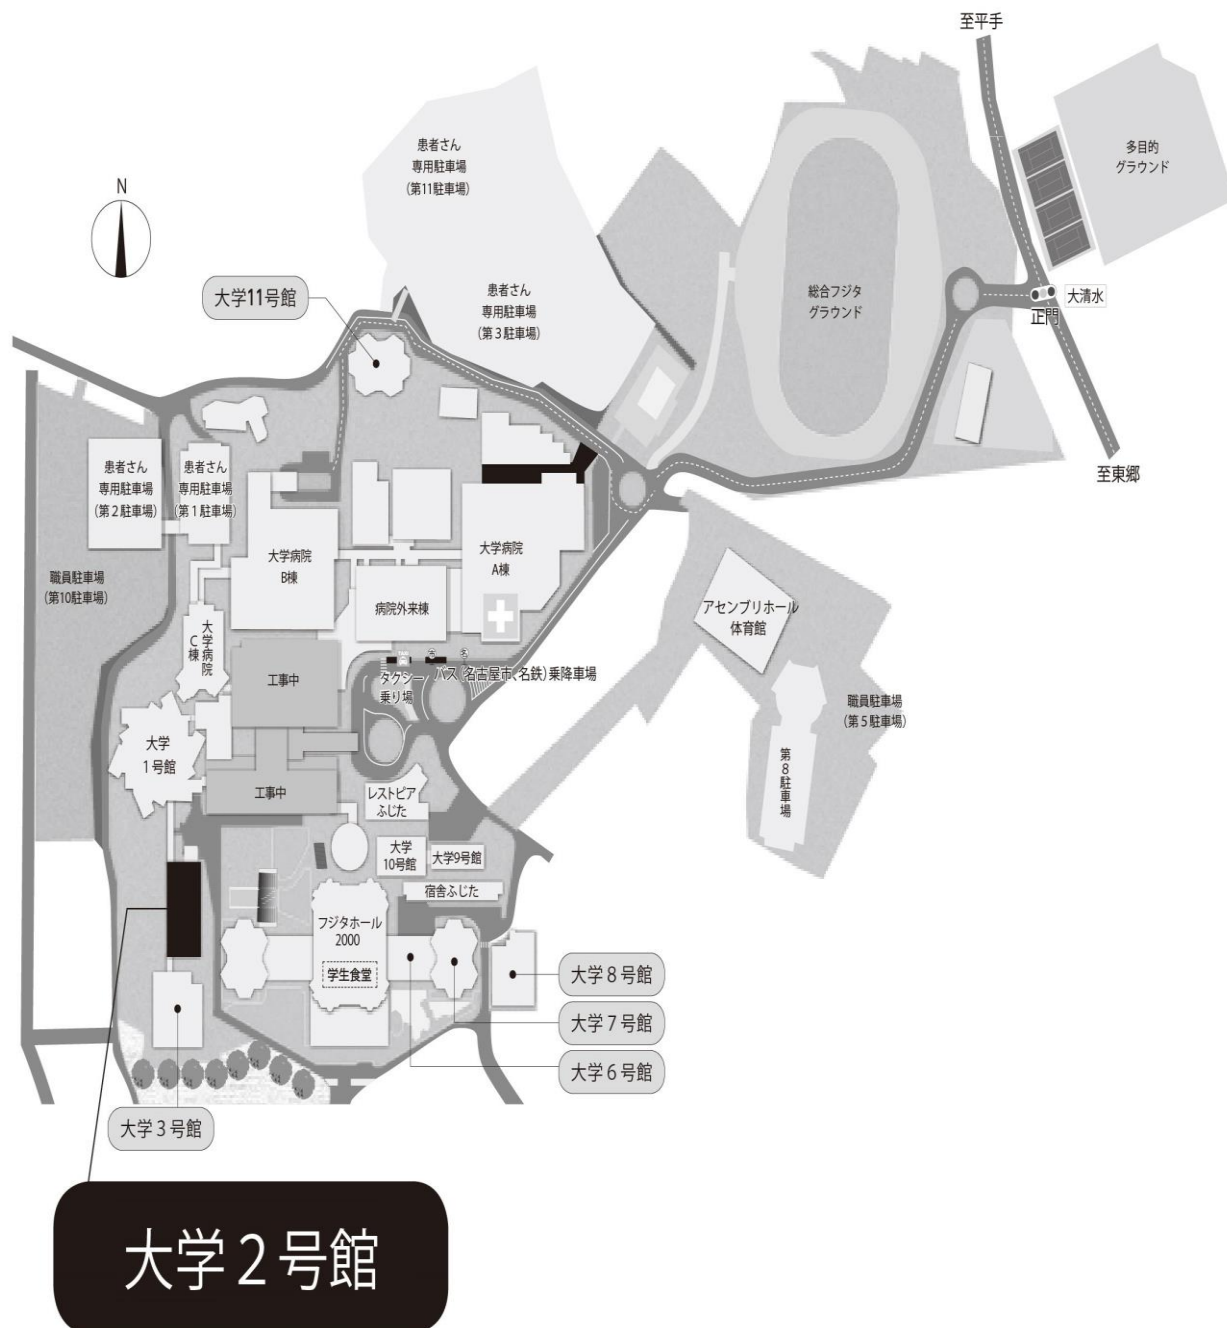 至平手
多目的
グラウンド
患者さん
専用駐車場
(第11駐車場)
N
大学11号館
患者さん
専用駐車場
(第3駐車場)
総合フジタ
グラウンド
大清水
正門
至東郷
患者さん
専用駐車場
(第2駐車場)
患者さん
専用駐車場
(第1駐車場)
大学病院
B棟
大学病院
A棟
職員駐車場
(第10駐車場)
病院外来棟
アセンブリホール
体育館
大学病院
C棟
工事中
タクシー
乗り場
バス(名古屋市、名鉄)乗降車場
職員駐車場
(第5駐車場)
大学
1号館
第8駐車場
工事中
レストピア
ふじた
大学
10号館
大学9号館
宿舎ふじた
フジタホール
2000
学生食堂
大学8号館
大学7号館
大学6号館
大学3号館
大学2号館